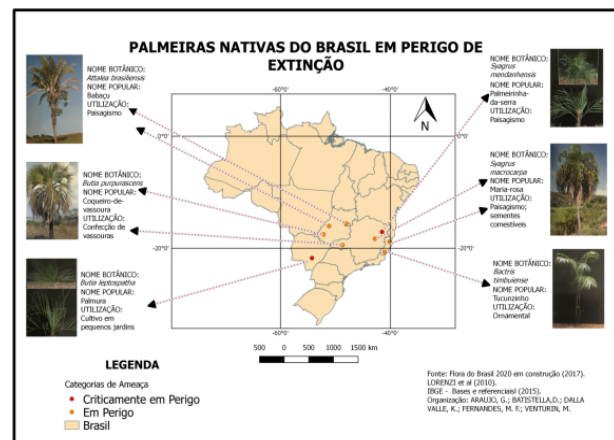 PALMEIRAS NATIVAS DO BRASIL EM PERIGO DE
EXTINÇÃO
NOME BOTÂNICO:
Attalea brasiliensis
NOME POPULAR:
Babaçu
UTILIZAÇÃO:
Paisagismo
NOME BOTÂNICO:
Butia purpurascens
NOME POPULAR:
Coqueiro-de-
vassoura
UTILIZAÇÃO:
Confecção de
vassouras
NOME BOTÂNICO:
Butia leptospatha
NOME POPULAR:
Palmura
UTILIZAÇÃO:
Cultivo em
pequenos jardins
NOME BOTÂNICO:
Syagrus
mendanhensis
NOME POPULAR:
Palmeirinha-
da-serra
UTILIZAÇÃO:
Paisagismo
NOME BOTÂNICO:
Syagrus
macrocarpa
NOME POPULAR:
Maria-rosa
UTILIZAÇÃO:
Paisagismo;
sementes
comestíveis
NOME BOTÂNICO:
Bactris
timbuiense
NOME POPULAR:
Tucunzinho
UTILIZAÇÃO:
Ornamental
-60°0'
-40°0'
N
0°0'
0°0'
-20°0'
-20°0'
-60°0'
-40°0'
500 0 500 1000 1500 km
LEGENDA
Categorias de Ameaça
Criticamente em Perigo
Em Perigo
Brasil
Fonte: Flora do Brasil 2020 em construção (2017).
LORENZI et al (2010).
IBGE - Bases e referenciaisl (2015).
Organização: ARAUJO, G.; BATISTELLA,D.; DALLA
VALLE, K.; FERNANDES, M. F.; VENTURIN, M.